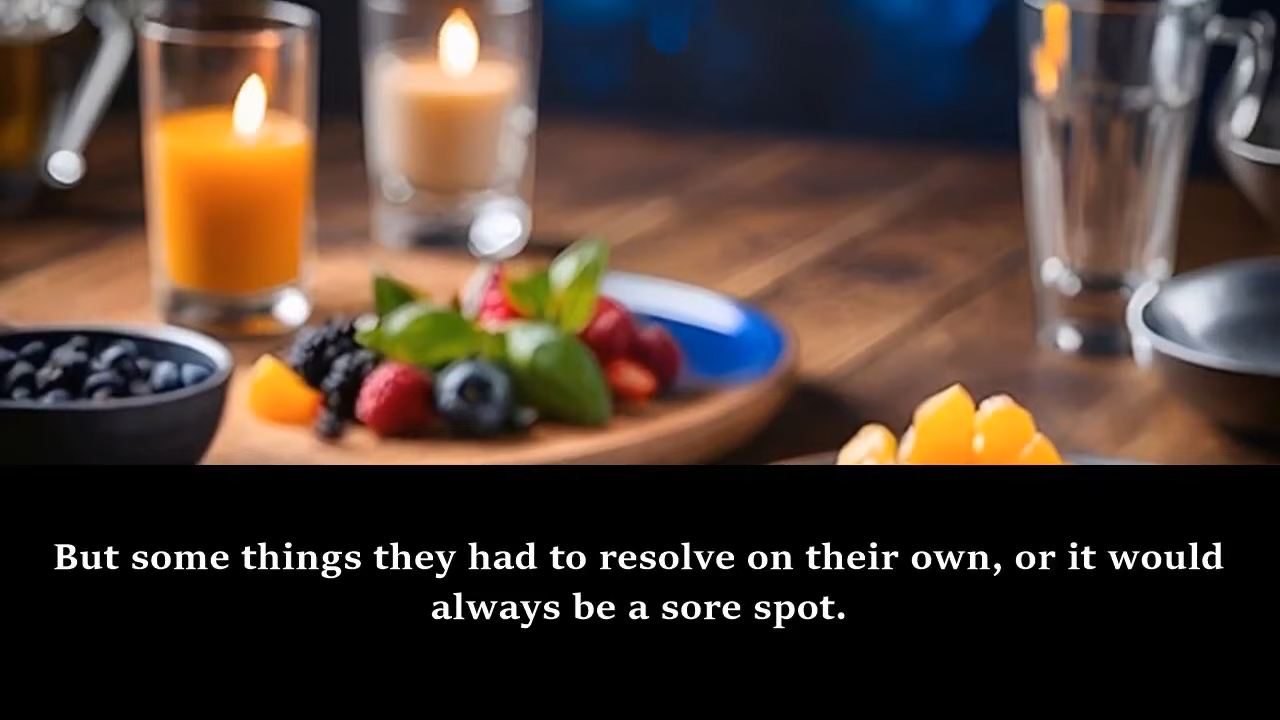 But some things they had to resolve on their own, or it would
always be a sore spot.